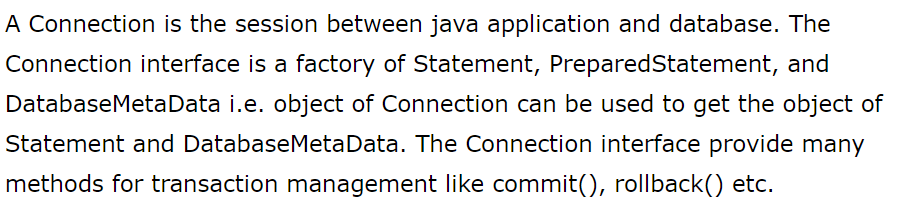 A Connection is the session between java application and database. The
Connection interface is a factory of Statement, PreparedStatement, and
DatabaseMetaData i.e. object of Connection can be used to get the object of
Statement and DatabaseMetaData. The Connection interface provide many
methods for transaction management like commit(), rollback() etc.